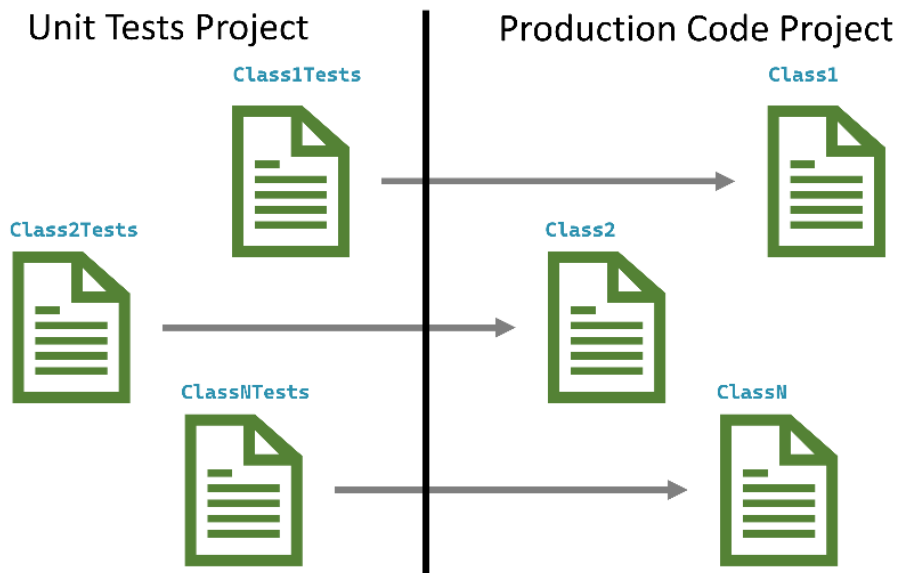 Unit Tests Project
Production Code Project
Class1Tests
Class1
Class2Tests
Class2
ClassNTests
ClassN